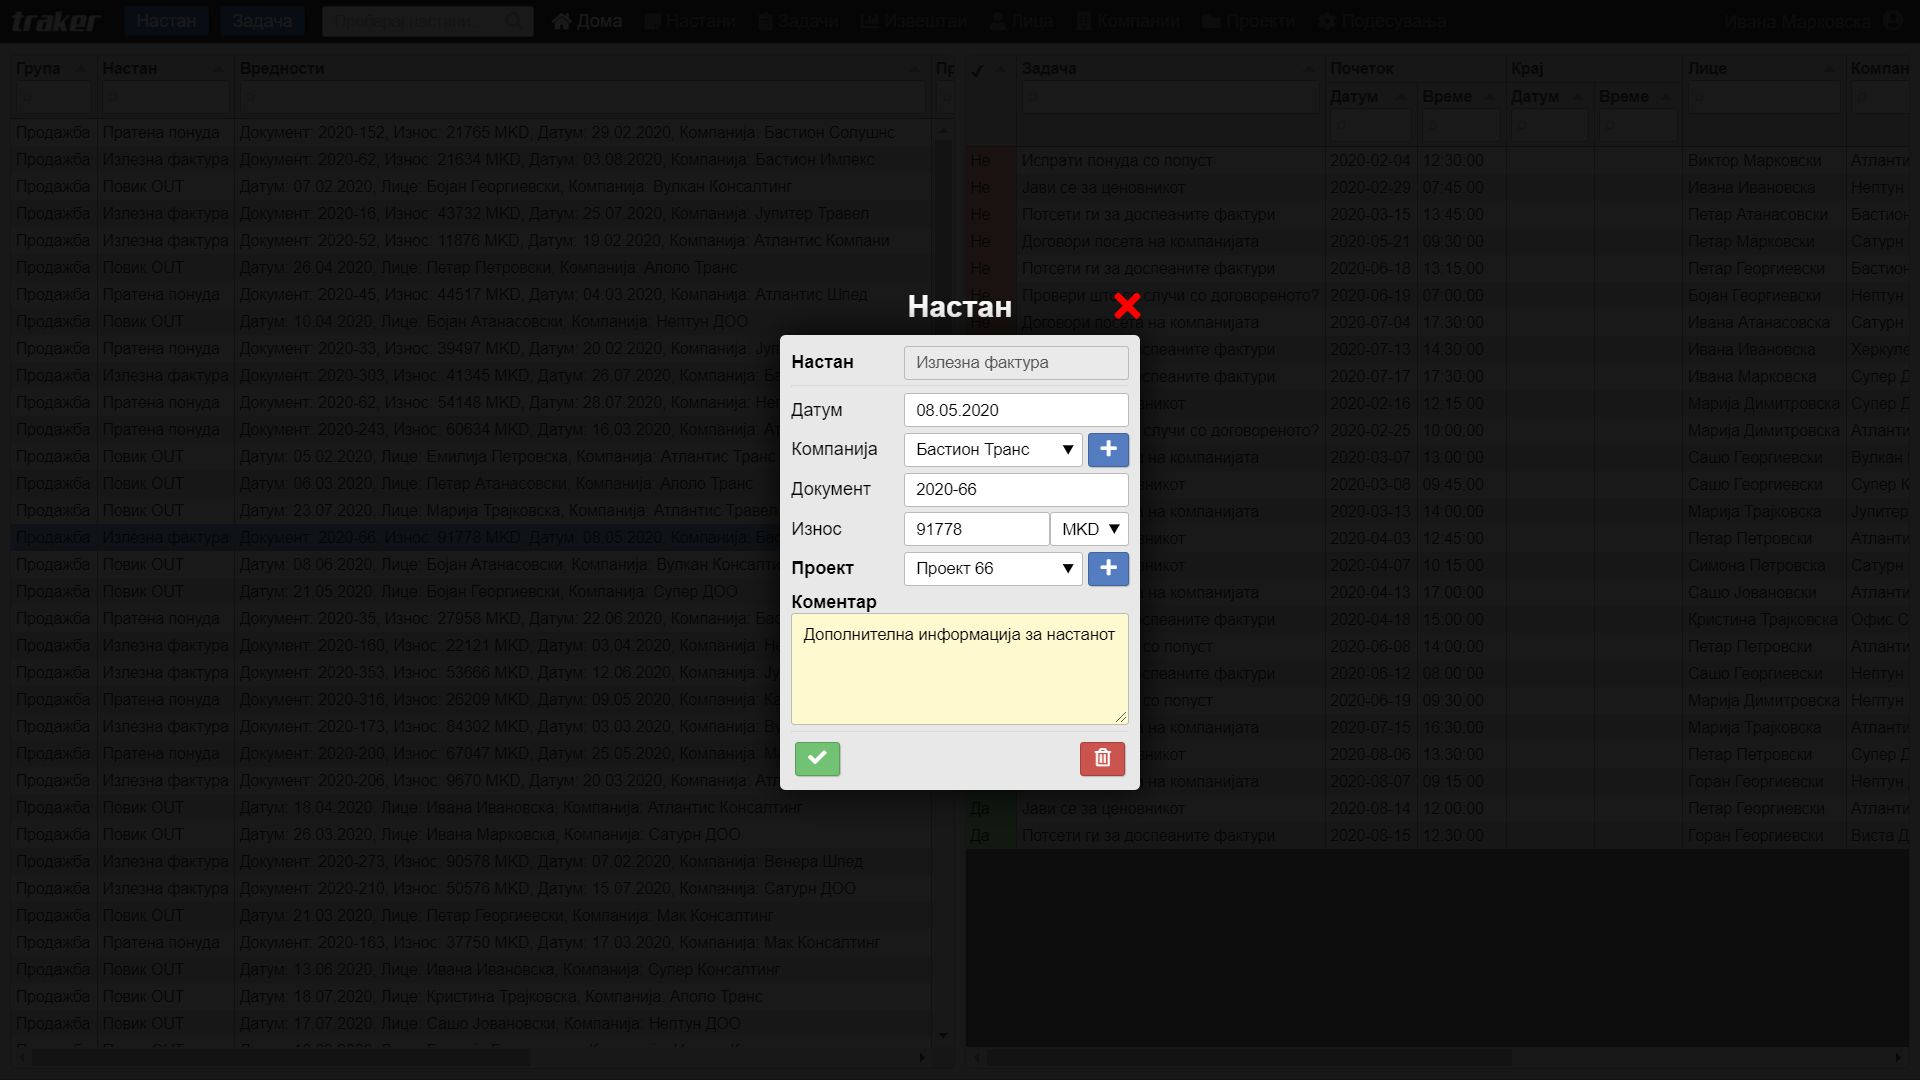 traker Настан Задача Пребарај настани... Дома Настани Задачи Извештаи Лица Компании Проекти Подесувања Ивана Марковска
Група Настан Вредности
Продажба Пратена понуда Документ: 2020-152, Износ: 21765 MKD, Датум: 29.02.2020, Компанија: Бастион Солушнс
Продажба Излезна фактура Документ: 2020-62, Износ: 21634 MKD, Датум: 03.08.2020, Компанија: Бастион Импекс
Продажба Повик OUT Датум: 07.02.2020, Лице: Бојан Георгиевски, Компанија: Вулкан Консалтинг
Продажба Излезна фактура Документ: 2020-16, Износ: 43732 MKD, Датум: 25.07.2020, Компанија: Јупитер Травел
Продажба Излезна фактура Документ: 2020-52, Износ: 11876 MKD, Датум: 19.02.2020, Компанија: Атлантис Компани
Продажба Повик OUT Датум: 26.04.2020, Лице: Петар Петровски, Компанија: Аполо Транс
Продажба Пратена понуда Документ: 2020-45, Износ: 44517 MKD, Датум: 04.03.2020, Компанија: Атлантис Шпед
Продажба Повик OUT Датум: 10.04.2020, Лице: Бојан Атанасовски, Компанија: Нептун ДОО
Продажба Пратена понуда Документ: 2020-33, Износ: 39497 MKD, Датум: 20.02.2020, Компанија:
Продажба Излезна фактура Документ: 2020-303, Износ: 41345 MKD, Датум: 26.07.2020, Компанија:
Продажба Пратена понуда Документ: 2020-62, Износ: 54148 MKD, Датум: 28.07.2020, Компанија:
Продажба Пратена понуда Документ: 2020-243, Износ: 60634 MKD, Датум: 16.03.2020, Компанија:
Продажба Повик OUT Датум: 05.02.2020, Лице: Емилија Петровска, Компанија: Атлантис Транс
Продажба Повик OUT Датум: 06.03.2020, Лице: Петар Атанасовски, Компанија: Аполо Транс
Продажба Повик OUT Датум: 23.07.2020, Лице: Марија Трајковска, Компанија: Атлантис Травел
Продажба Излезна фактура Документ: 2020-66, Износ: 91778 MKD, Датум: 08.05.2020, Компанија:
Продажба Повик OUT Датум: 08.06.2020, Лице: Бојан Атанасовски, Компанија: Вулкан
Продажба Повик OUT Датум: 21.05.2020, Лице: Бојан Георгиевски, Компанија: Супер ДОО
Продажба Пратена понуда Документ: 2020-35, Износ: 27958 MKD, Датум: 22.06.2020, Компанија:
Продажба Излезна фактура Документ: 2020-160, Износ: 22121 MKD, Датум: 03.04.2020, Компанија:
Продажба Излезна фактура Документ: 2020-353, Износ: 53666 MKD, Датум: 12.06.2020, Компанија:
Продажба Пратена понуда Документ: 2020-316, Износ: 26209 MKD, Датум: 09.05.2020, Компанија:
Продажба Излезна фактура Документ: 2020-173, Износ: 84302 MKD, Датум: 03.03.2020, Компанија:
Продажба Пратена понуда Документ: 2020-200, Износ: 67047 MKD, Датум: 25.05.2020, Компанија:
Продажба Излезна фактура Документ: 2020-206, Износ: 9670 MKD, Датум: 20.03.2020, Компанија:
Продажба Повик OUT Датум: 18.04.2020, Лице: Ивана Ивановска, Компанија: Атлантис Консалтинг
Продажба Повик OUT Датум: 26.03.2020, Лице: Ивана Марковска, Компанија: Сатурн ДОО
Продажба Излезна фактура Документ: 2020-273, Износ: 90578 MKD, Датум: 07.02.2020, Компанија: Венера Шпед
Продажба Излезна фактура Документ: 2020-210, Износ: 50576 MKD, Датум: 15.07.2020, Компанија: Сатурн ДОО
Продажба Повик OUT Датум: 21.03.2020, Лице: Петар Георгиевски, Компанија: Мак Консалтинг
Продажба Пратена понуда Документ: 2020-163, Износ: 37750 MKD, Датум: 17.03.2020, Компанија: Мак Консалтинг
Продажба Повик OUT Датум: 13.06.2020, Лице: Ивана Ивановска, Компанија: Супер Консалтинг
Продажба Повик OUT Датум: 18.07.2020, Лице: Кристина Трајковска, Компанија: Аполо Транс
Продажба Повик OUT Датум: 17.07.2020, Лице: Сашо Јовановски, Компанија: Нептун ДОО
Настан
Настан Излезна фактура
Датум 08.05.2020
Компанија Бастион Транс
Документ 2020-66
Износ 91778 MKD
Проект Проект 66
Коментар
Дополнителна информација за настанот
Задача Почеток Крај Лице
Датум Време Датум Време
Не Испрати понуда со попуст 2020-02-04 12:30:00 Виктор Марковски
Не Јави се за ценовникот 2020-02-29 07:45:00 Ивана Ивановска Нептун
Не Потсети ги за доспеаните фактури 2020-03-15 13:45:00 Петар Атанасовски
Не Договори посета на компанијата 2020-05-21 09:30:00 Петар Марковски Сатурн
Не Потсети ги за доспеаните фактури 2020-06-18 13:15:00 Петар Георгиевски
Провери случи со договореното? 2020-06-19 07:00:00 Бојан Георгиевски Нептун
Договори посета на компанијата 2020-07-04 17:30:00 Ивана Атанасовска Сатурн
доспеаните фактури 2020-07-13 14:30:00 Ивана Ивановска
доспеаните фактури 2020-07-17 17:30:00 Ивана Марковска Супер
2020-02-16 12:15:00 Марија Димитровска Супер
случи со договореното? 2020-02-25 10:00:00 Марија Димитровска
на компанијата 2020-03-07 13:00:00 Сашо Георгиевски Вулкан
2020-03-08 09:45:00 Сашо Георгиевски Супер
на компанијата 2020-03-13 14:00:00 Марија Трајковска
2020-04-03 12:45:00 Петар Петровски
2020-04-07 10:15:00 Симона Петровска Сатурн
на компанијата 2020-04-13 17:00:00 Сашо Јовановски
доспеаните фактури 2020-04-18 15:00:00 Кристина Трајковска Офис
со попуст 2020-06-08 14:00:00 Петар Петровски
доспеаните фактури 2020-06-12 08:00:00 Сашо Георгиевски Нептун
со попуст 2020-06-19 09:30:00 Марија Димитровска Нептун
на компанијата 2020-07-15 16:30:00 Марија Трајковска
2020-08-06 13:30:00 Петар Петровски Супер
на компанијата 2020-08-07 09:15:00 Горан Георгиевски Нептун
Да Јави се за ценовникот 2020-08-14 12:00:00 Петар Георгиевски
Да Потсети ги за доспеаните фактури 2020-08-15 12:30:00 Горан Георгиевски Виста